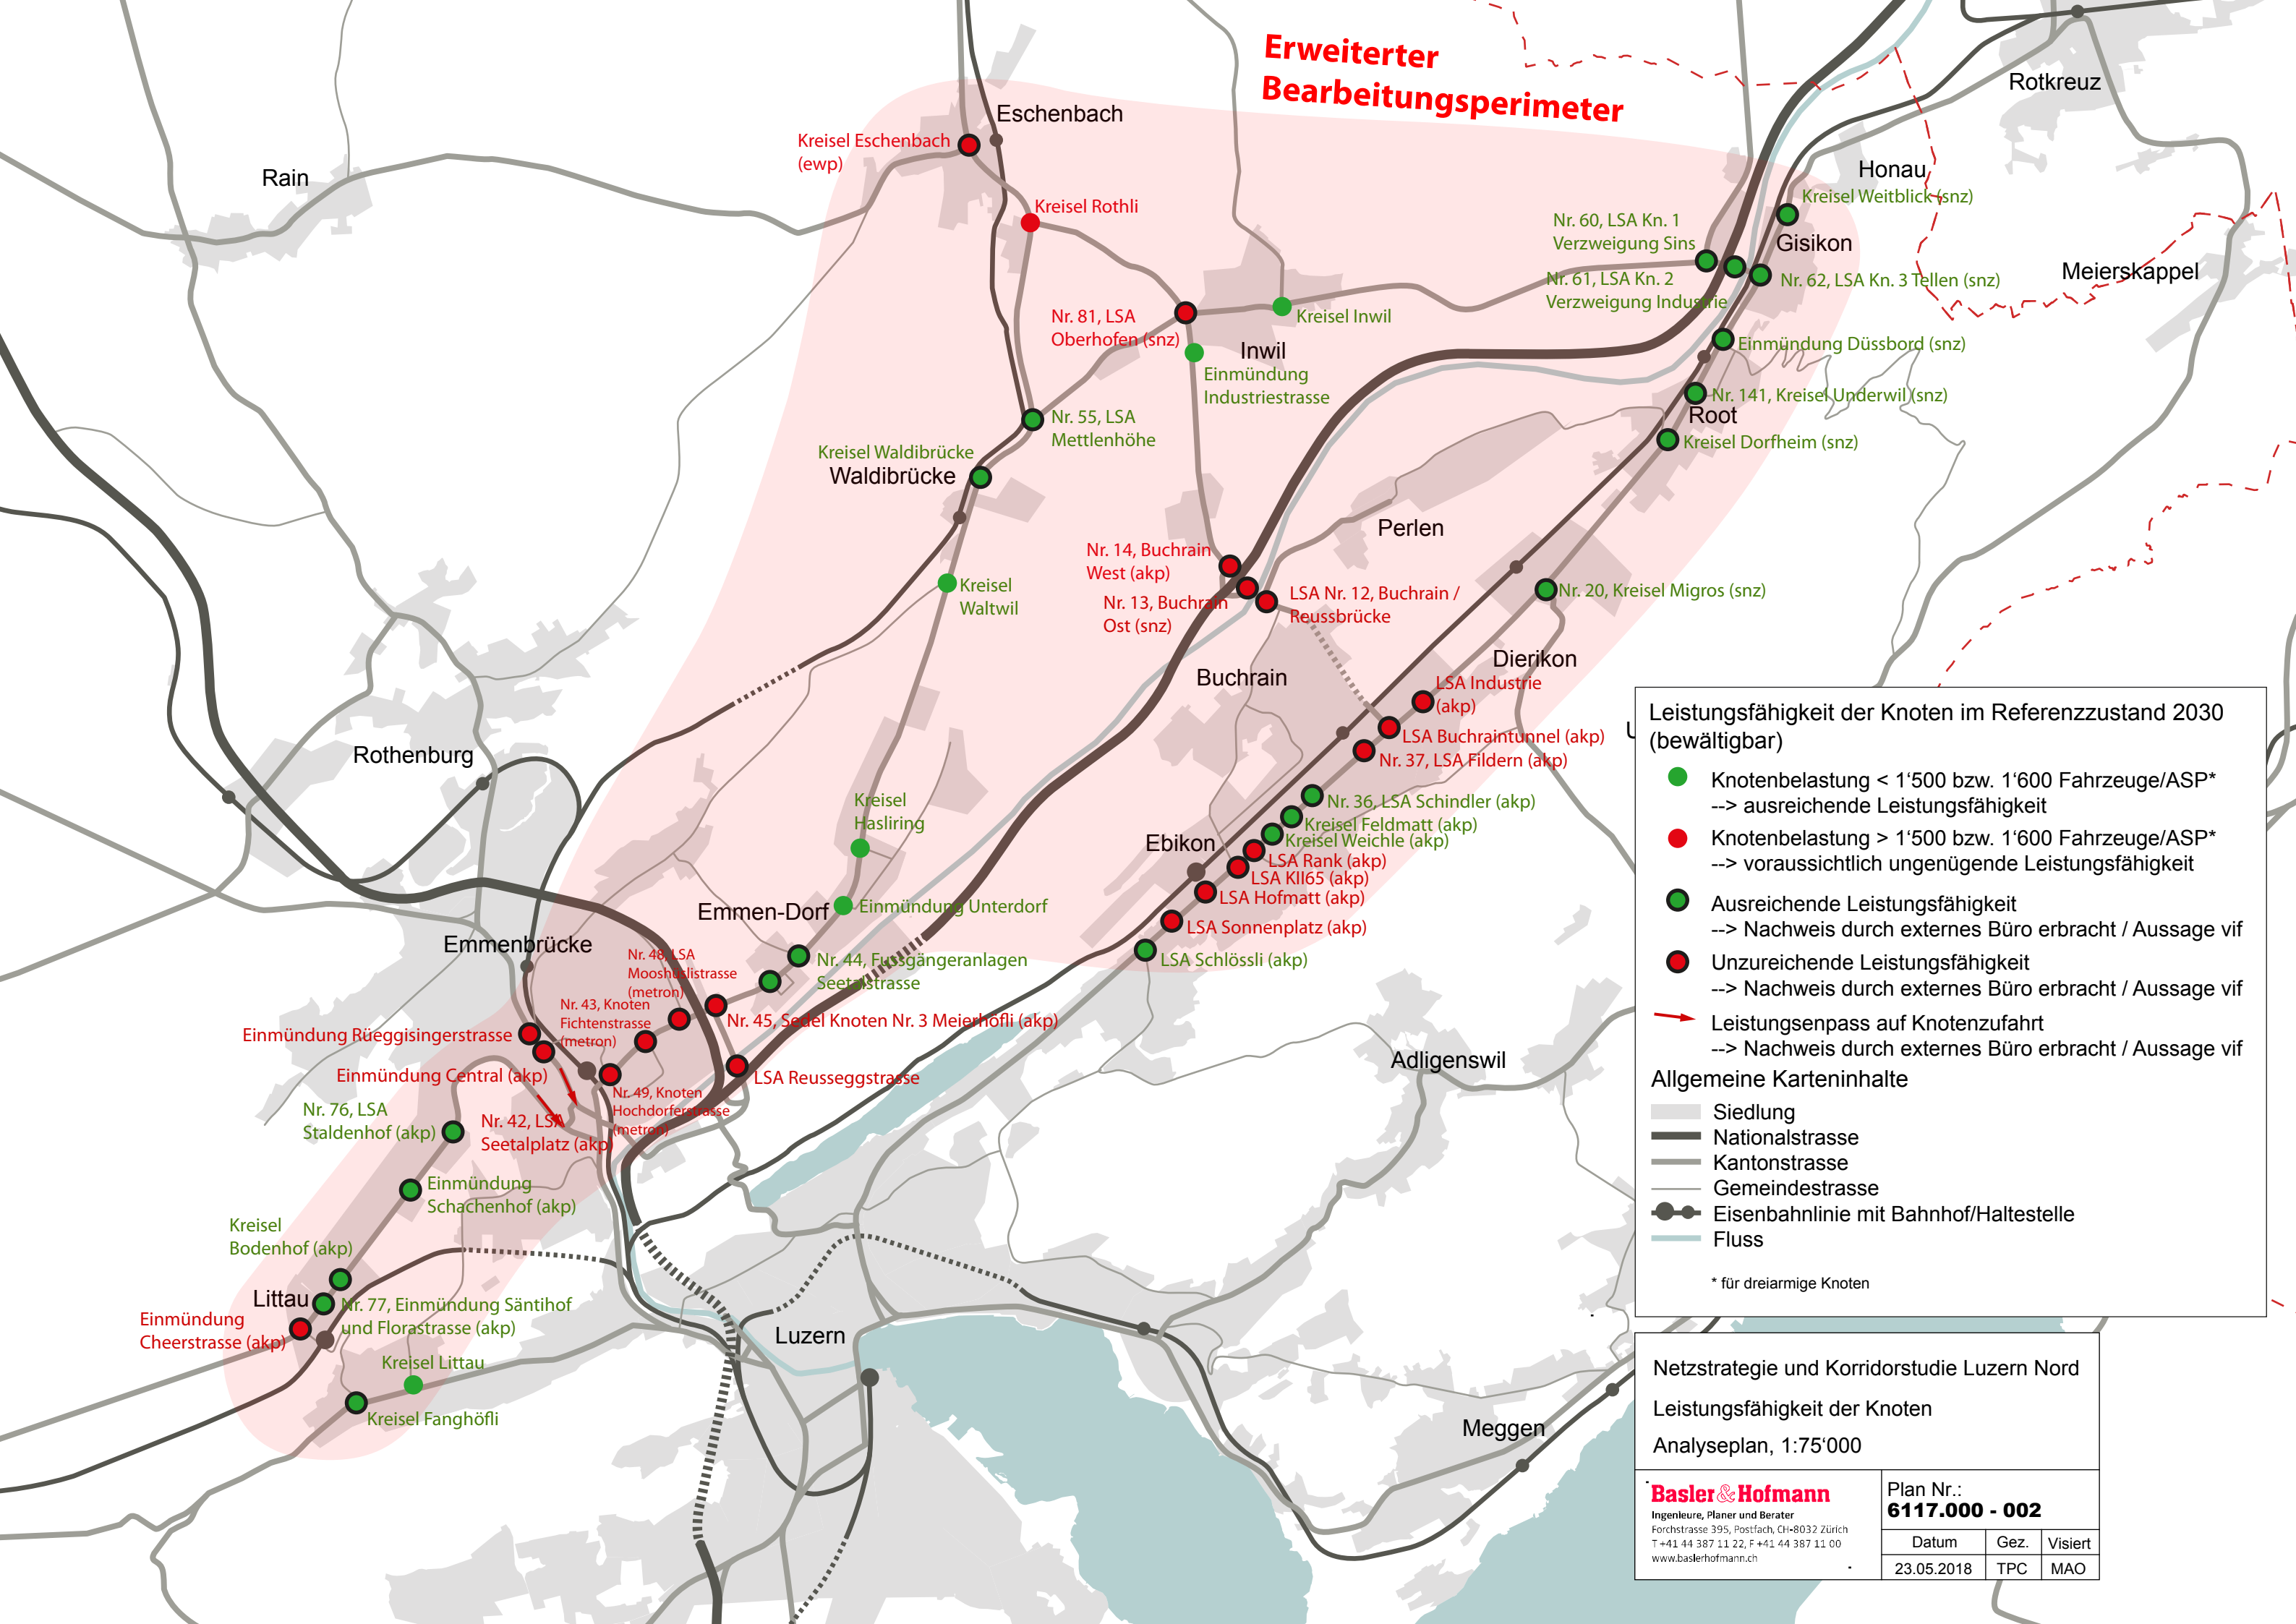 Erweiterter
Bearbeitungsperimeter
Rotkreuz
Eschenbach
Kreisel Eschenbach
(ewp)
Rain
Honau
Kreisel Weitblick (snz)
Kreisel Rothli
Nr. 60, LSA Kn. 1
Verzweigung Sins
Gisikon
Meierskappel
Nr. 61, LSA Kn. 2
Verzweigung Industrie
Nr. 62, LSA Kn. 3 Tellen (snz)
Nr. 81, LSA
Oberhofen (snz)
Kreisel Inwil
Inwil
Einmündung Düssbord (snz)
Einmündung
Industriestrasse
Nr. 141, Kreisel Underwil (snz)
Root
Nr. 55, LSA
Mettlenhöhe
Kreisel Dorfheim (snz)
Kreisel Waldibrücke
Waldibrücke
Perlen
Nr. 14, Buchrain
West (akp)
Kreisel
Waltwil
Nr. 13, Buchrain
Ost (snz)
LSA Nr. 12, Buchrain /
Reussbrücke
Nr. 20, Kreisel Migros (snz)
Buchrain
Dierikon
LSA Industrie
(akp)
LSA Buchraintunnel (akp)
Nr. 37, LSA Fildern (akp)
Rothenburg
Kreisel
Hasliring
Nr. 36, LSA Schindler (akp)
Kreisel Feldmatt (akp)
Kreisel Weichle (akp)
Ebikon
LSA Rank (akp)
LSA KII65 (akp)
LSA Hofmatt (akp)
LSA Sonnenplatz (akp)
LSA Schlössli (akp)
Emmen-Dorf
Einmündung Unterdorf
Emmenbrücke
Nr. 44, Fussgängeranlagen
Seetalstrasse
Nr. 48, LSA
Mooshüslistrasse
(metron)
Nr. 43, Knoten
Fichtenstrasse
(metron)
Nr. 45, Sedel Knoten Nr. 3 Meierhöfli (akp)
Einmündung Rüeggisingerstrasse
Einmündung Central (akp)
LSA Reusseggstrasse
Nr. 49, Knoten
Hochdorferstrasse
(metron)
Adligenswil
Nr. 76, LSA
Staldenhof (akp)
Nr. 42, LSA
Seetalplatz (akp)
Einmündung
Schachenhof (akp)
Kreisel
Bodenhof (akp)
Littau
Nr. 77, Einmündung Säntihof
und Florastrasse (akp)
Einmündung
Cheerstrasse (akp)
Kreisel Littau
Kreisel Fanghöfli
Luzern
Meggen
Leistungsfähigkeit der Knoten im Referenzzustand 2030
(bewältigbar)
Knotenbelastung < 1‘500 bzw. 1‘600 Fahrzeuge/ASP*
--> ausreichende Leistungsfähigkeit
Knotenbelastung > 1‘500 bzw. 1‘600 Fahrzeuge/ASP*
--> voraussichtlich ungenügende Leistungsfähigkeit
Ausreichende Leistungsfähigkeit
--> Nachweis durch externes Büro erbracht / Aussage vif
Unzureichende Leistungsfähigkeit
--> Nachweis durch externes Büro erbracht / Aussage vif
Leistungsenpass auf Knotenzufahrt
--> Nachweis durch externes Büro erbracht / Aussage vif
Allgemeine Karteninhalte
Siedlung
Nationalstrasse
Kantonstrasse
Gemeindestrasse
Eisenbahnlinie mit Bahnhof/Haltestelle
Fluss
* für dreiarmige Knoten
Netzstrategie und Korridorstudie Luzern Nord
Leistungsfähigkeit der Knoten
Analyseplan, 1:75‘000
Basler & Hofmann
Ingenieure, Planer und Berater
Forchstrasse 395, Postfach, CH-8032 Zürich
T +41 44 387 11 22, F +41 44 387 11 00
www.baslerhofmann.ch
Plan Nr.:
6117.000 - 002
Datum Gez. Visiert
23.05.2018 TPC MAO